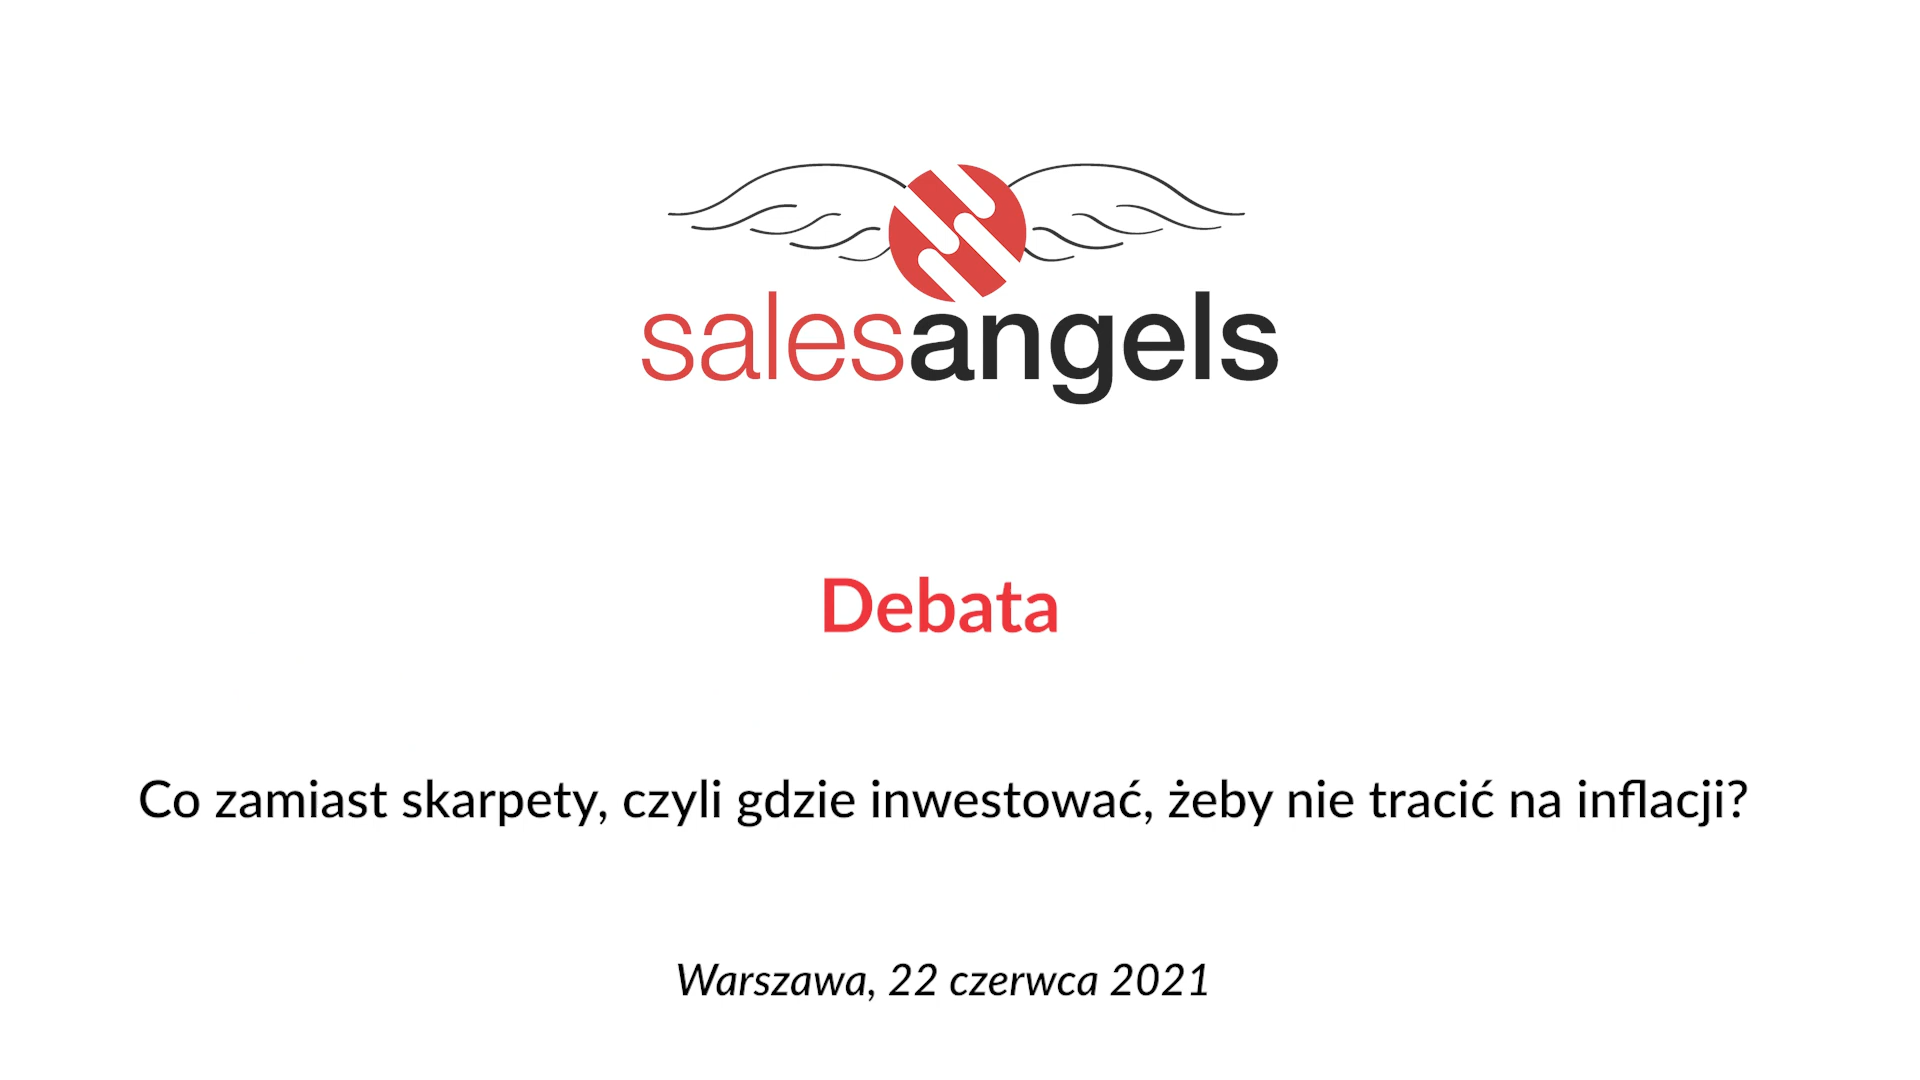 salesangels
Debata
Co zamiast skarpety, czyli gdzie inwestować, żeby nie tracić na inflacji?
Warszawa, 22 czerwca 2021